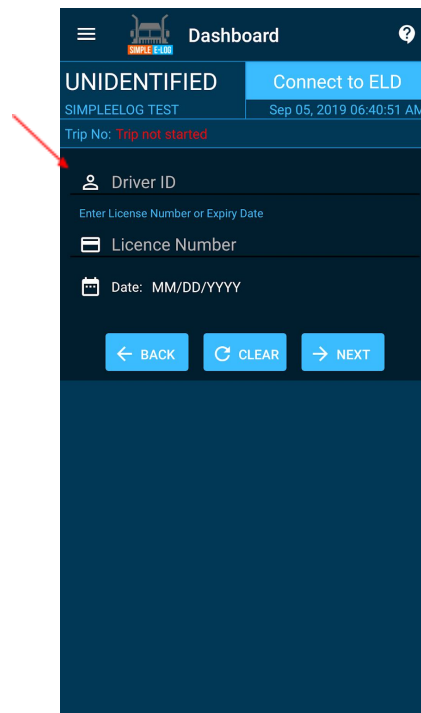 SIMPLE E-LOG
Dashboard
UNIDENTIFIED
Connect to ELD
SIMPLEELOG TEST
Sep 05, 2019 06:40:51 AM
Trip No: Trip not started
Driver ID
Enter License Number or Expiry Date
Licence Number
Date: MM/DD/YYYY
BACK
CLEAR
NEXT